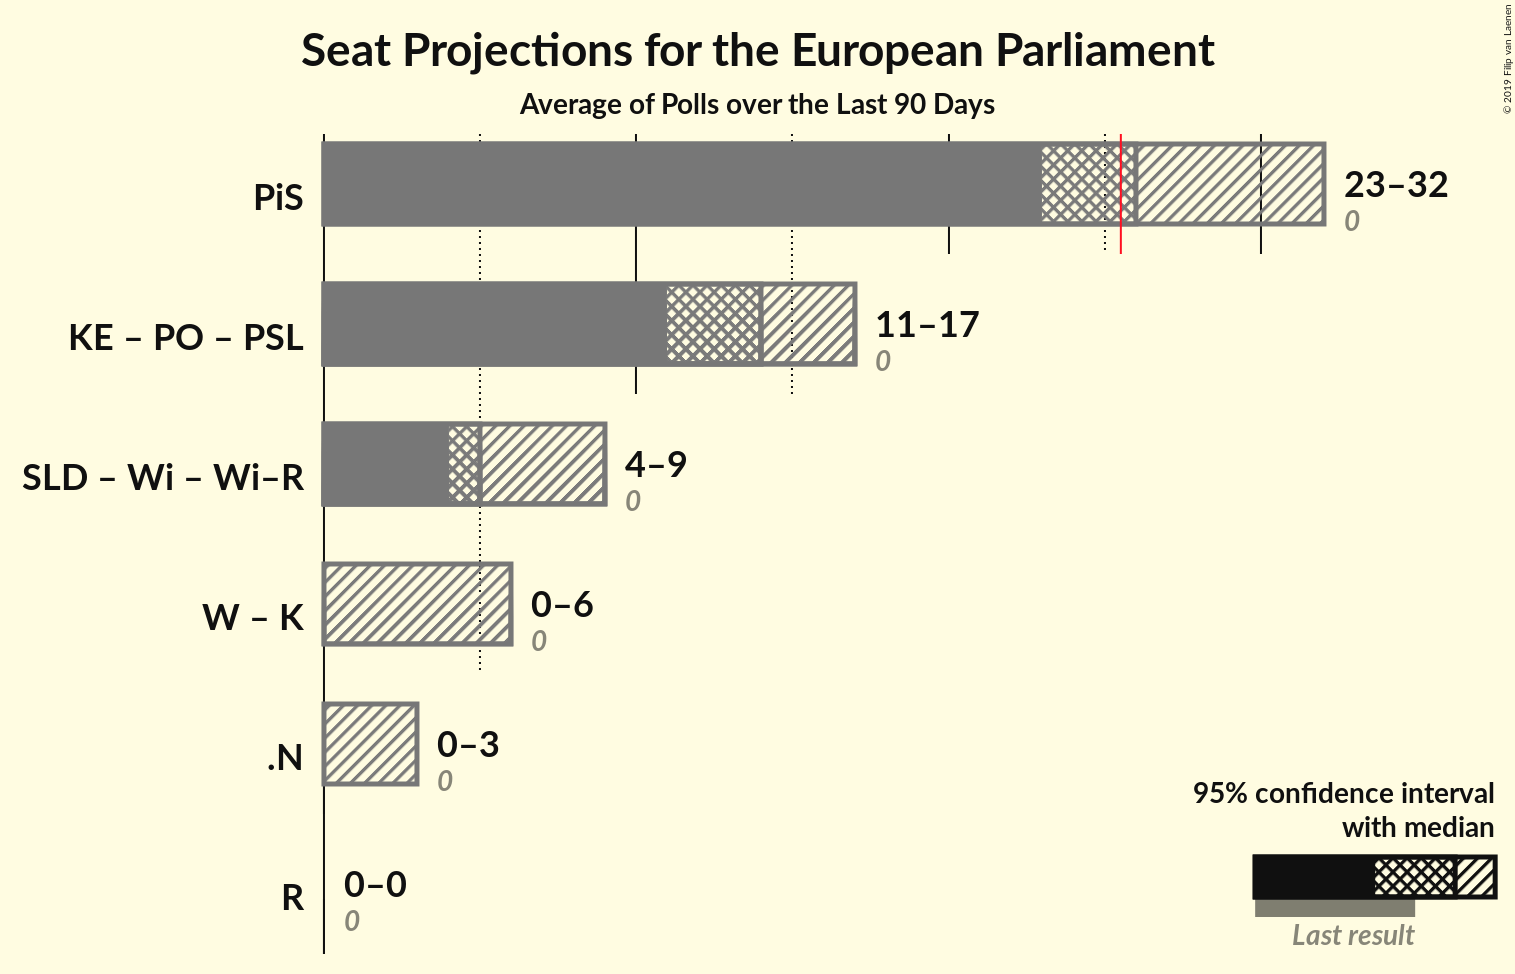 Seat Projections for the European Parliament
Average of Polls over the Last 90 Days
© 2019 Filip van Laenen
PiS
23–32
0
KE – PO – PSL
11–17
0
SLD – Wi – Wi–R
4–9
0
W – K
0–6
0
.N
0–3
0
R
0–0
0
95% confidence interval
with median
Last result